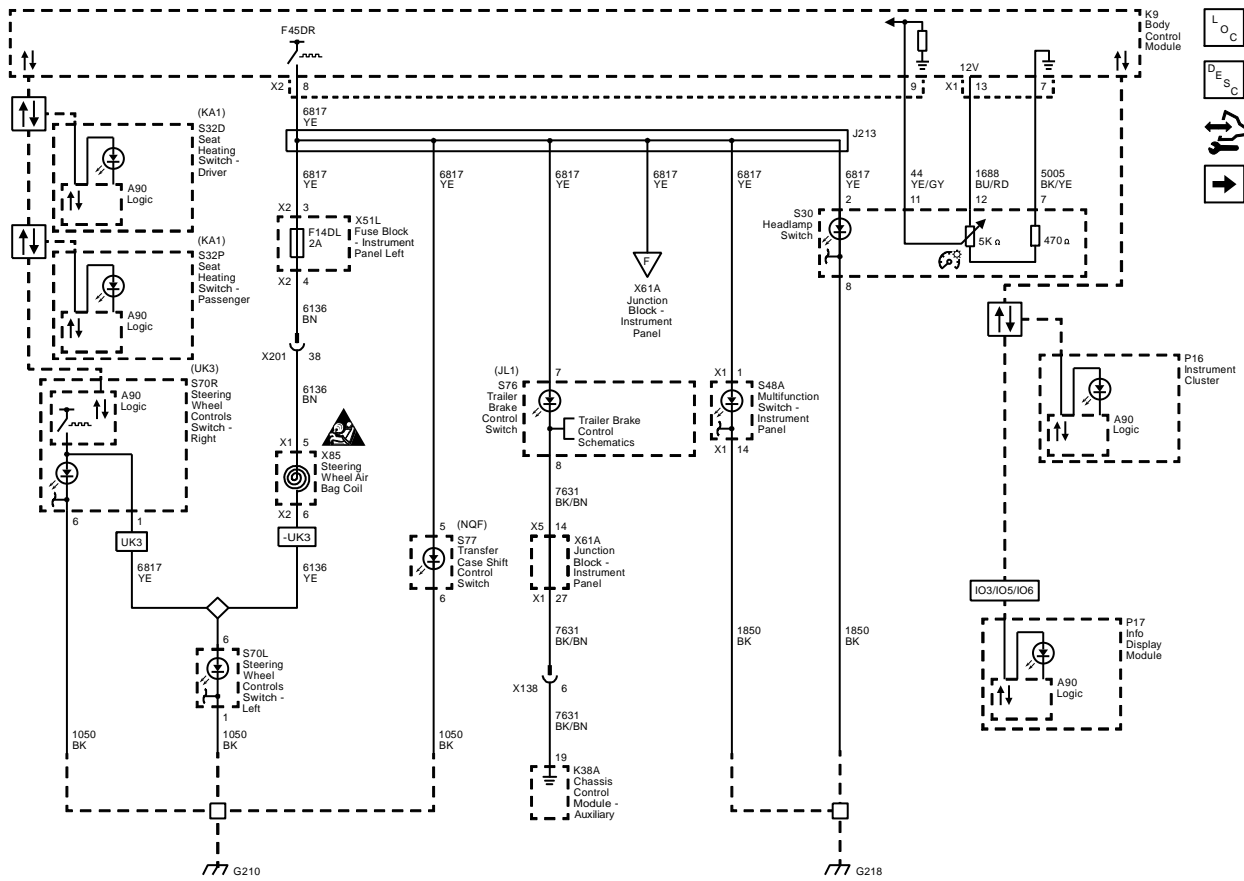 K9
Body
Control
Module
L
O
C
D
E
S
C
F45DR
12V
X2 8
9
X1 13
7
6817
YE
J213
(KA1)
S32D
Seat
Heating
Switch -
Driver
A90
Logic
6817
YE
6817
YE
6817
YE
6817
YE
6817
YE
6817
YE
44
YE/GY
1688
BU/RD
5005
BK/YE
X2 3
X51L
Fuse Block
- Instrument
Panel Left
F14DL
2A
X2 4
S30
Headlamp
Switch
2
11
12
7
5K Ω
470 Ω
8
(KA1)
S32P
Seat
Heating
Switch -
Passenger
A90
Logic
F
X61A
Junction
Block -
Instrument
Panel
6136
BN
X201 38
6136
BN
(UK3)
S70R
Steering
Wheel
Controls
Switch -
Right
A90
Logic
6
1
(JL1)
S76
Trailer
Brake
Control
Switch
7
Trailer Brake
Control
Schematics
8
X1 1
S48A
Multifunction
Switch -
Instrument
Panel
X1 14
P16
Instrument
Cluster
A90
Logic
X1 5
X85
Steering
Wheel Air
Bag Coil
X2 6
7631
BK/BN
UK3
-UK3
6817
YE
6136
YE
5
(NQF)
S77
Transfer
Case Shift
Control
Switch
6
X5 14
X61A
Junction
Block -
Instrument
Panel
X1 27
IO3/IO5/IO6
P17
Info
Display
Module
A90
Logic
7631
BK/BN
1850
BK
1850
BK
6
S70L
Steering
Wheel
Controls
Switch -
Left
1
X138 6
7631
BK/BN
1050
BK
1050
BK
1050
BK
19
K38A
Chassis
Control
Module -
Auxiliary
G210
G218